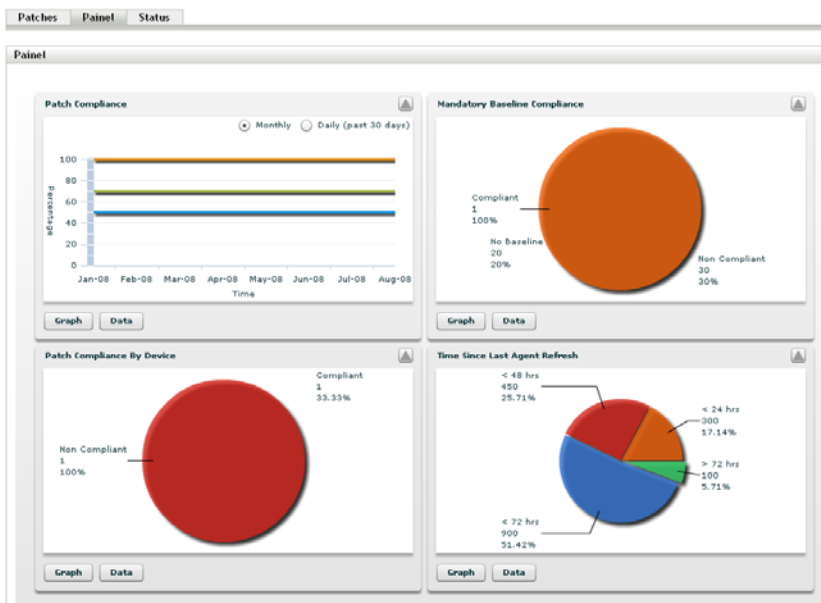 Patches Painel Status
Painel
Patch Compliance
Monthly Daily (past 30 days)
100
80
60
40
20
0
Percentage
Jan-08 Feb-08 Mar-08 Apr-08 May-08 Jun-08 Jul-08 Aug-08
Time
Graph Data
Mandatory Baseline Compliance
Compliant
1
100%
No Baseline
20
20%
Non Compliant
30
30%
Graph Data
Patch Compliance By Device
Compliant
1
33.33%
Non Compliant
1
100%
Graph Data
Time Since Last Agent Refresh
< 48 hrs
450
25.71%
< 24 hrs
300
17.14%
> 72 hrs
100
5.71%
< 72 hrs
900
51.42%
Graph Data